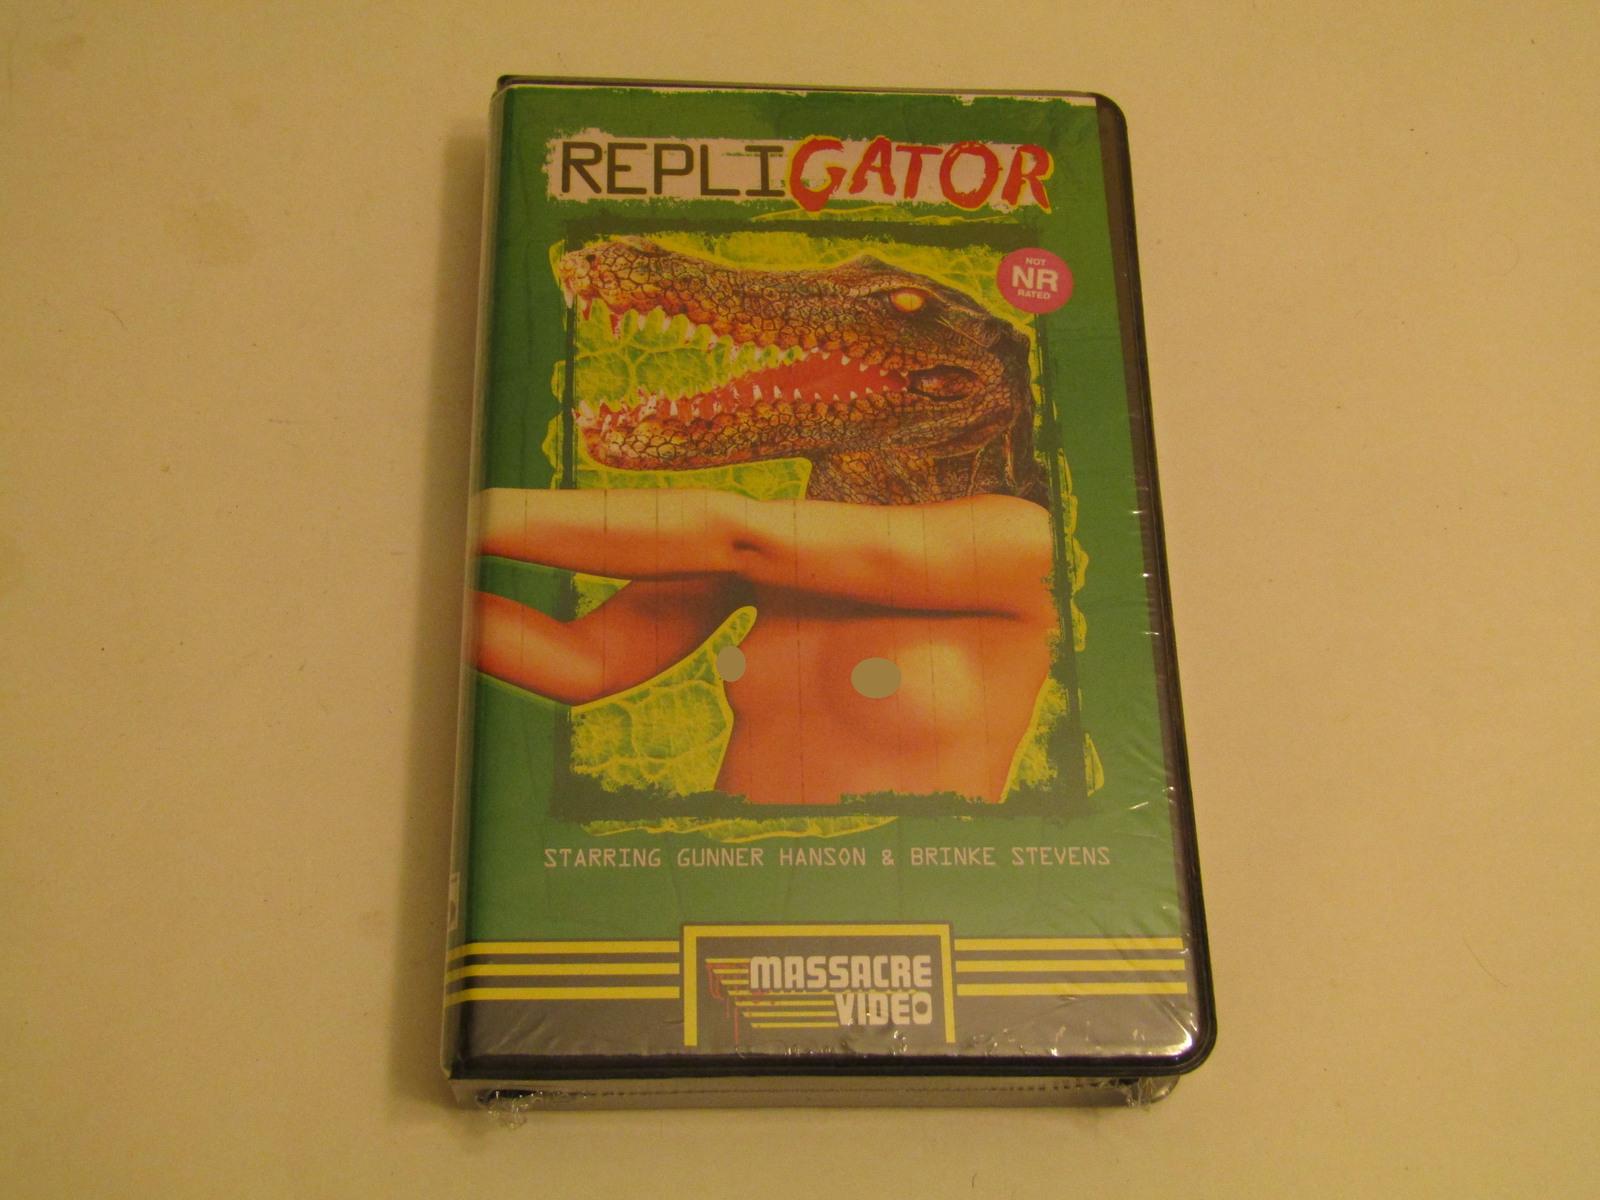 REPLIGATOR
NOT
NR
RATED
STARRING GUNNER HANSON & BRINKE STEVENS
MASSACRE
VIDEO